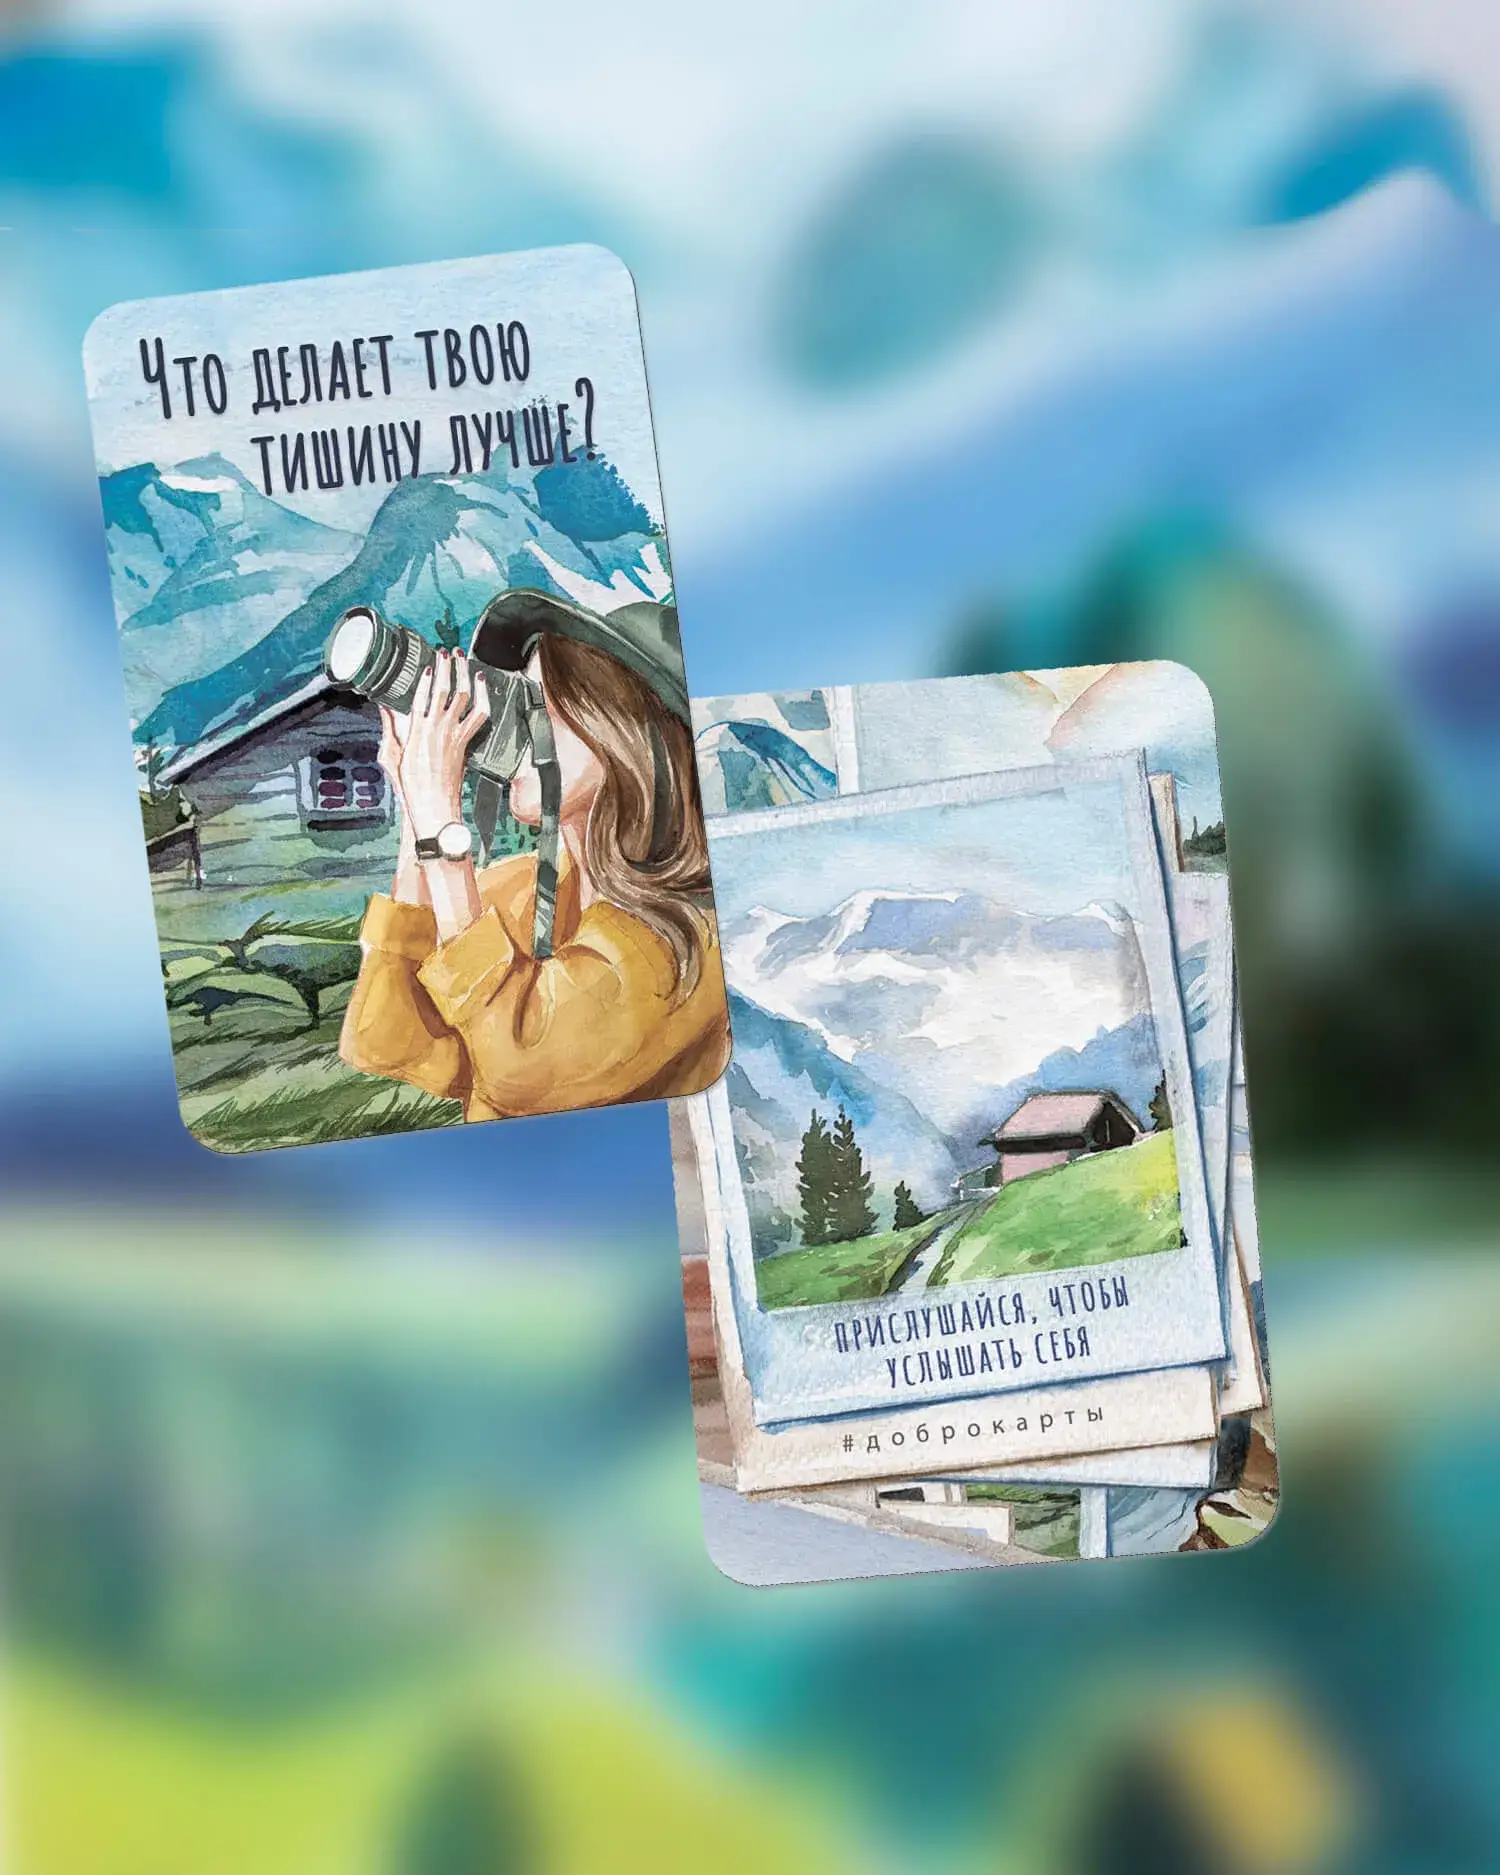 Что делает твою
тишину лучше?
прислушайся, чтобы
услышать себя
#доброкарты